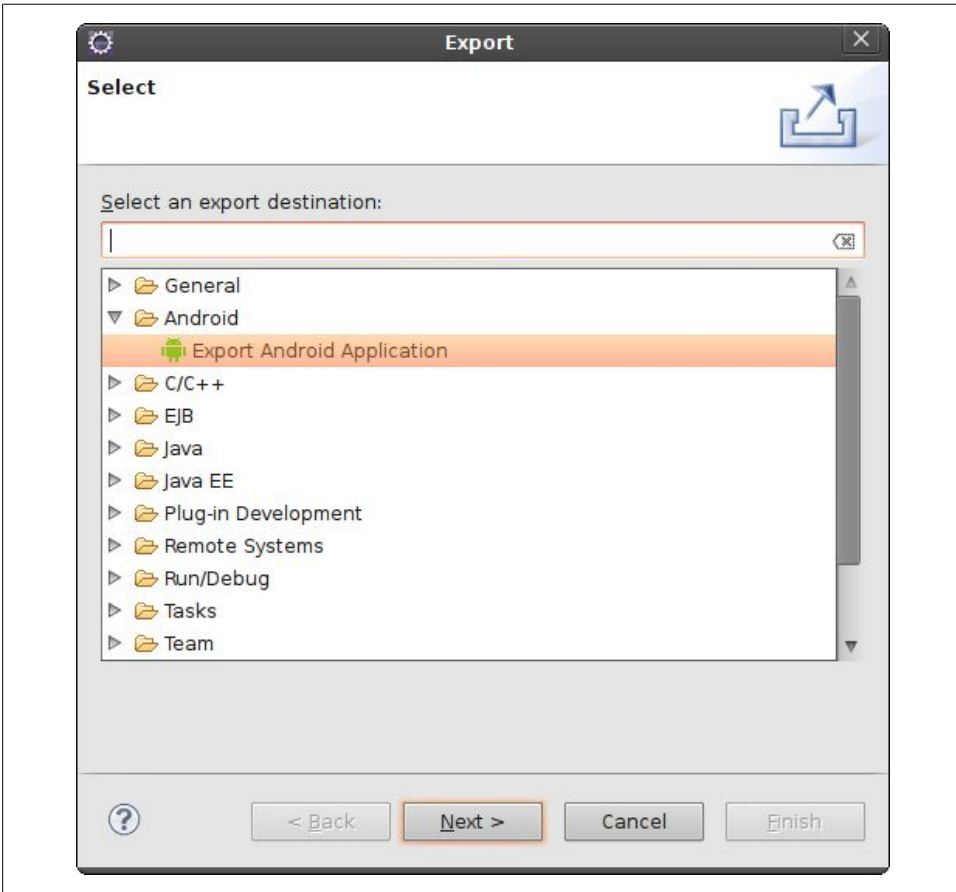 Export
Select
Select an export destination:
General
Android
Export Android Application
C/C++
EJB
Java
Java EE
Plug-in Development
Remote Systems
Run/Debug
Tasks
Team
< Back
Next >
Cancel
Finish